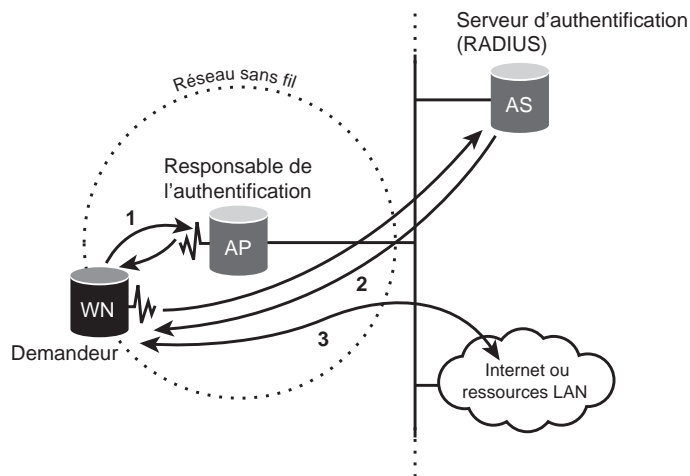 Serveur d'authentification
(RADIUS)
AS
Réseau sans fil
Responsable de
l'authentification
1
AP
WN
2
3
Demandeur
Internet ou
ressources LAN